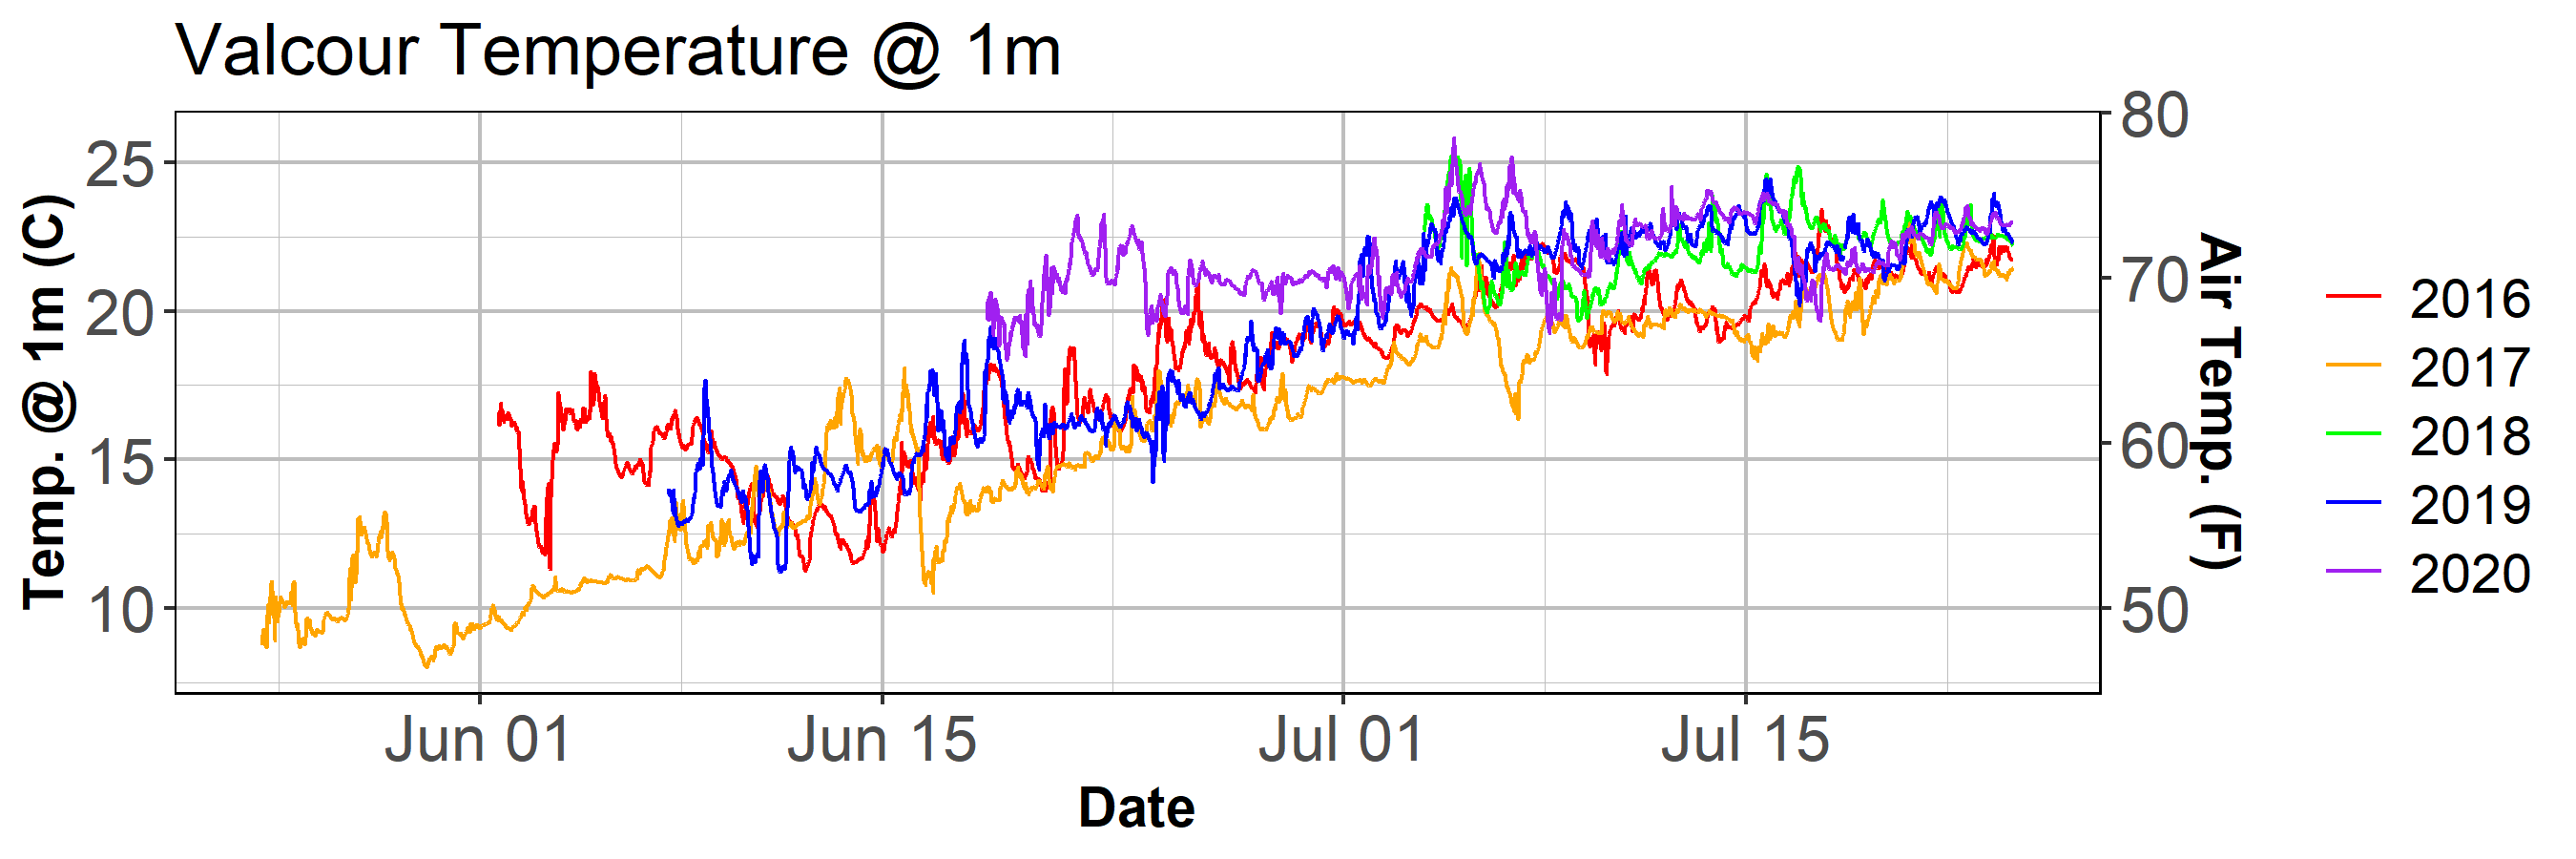 Valcour Temperature @ 1m
Temp. @ 1m (C)
25
20
15
10
80
70
60
50
Air Temp. (F)
Jun 01
Jun 15
Jul 01
Jul 15
Date
2016
2017
2018
2019
2020